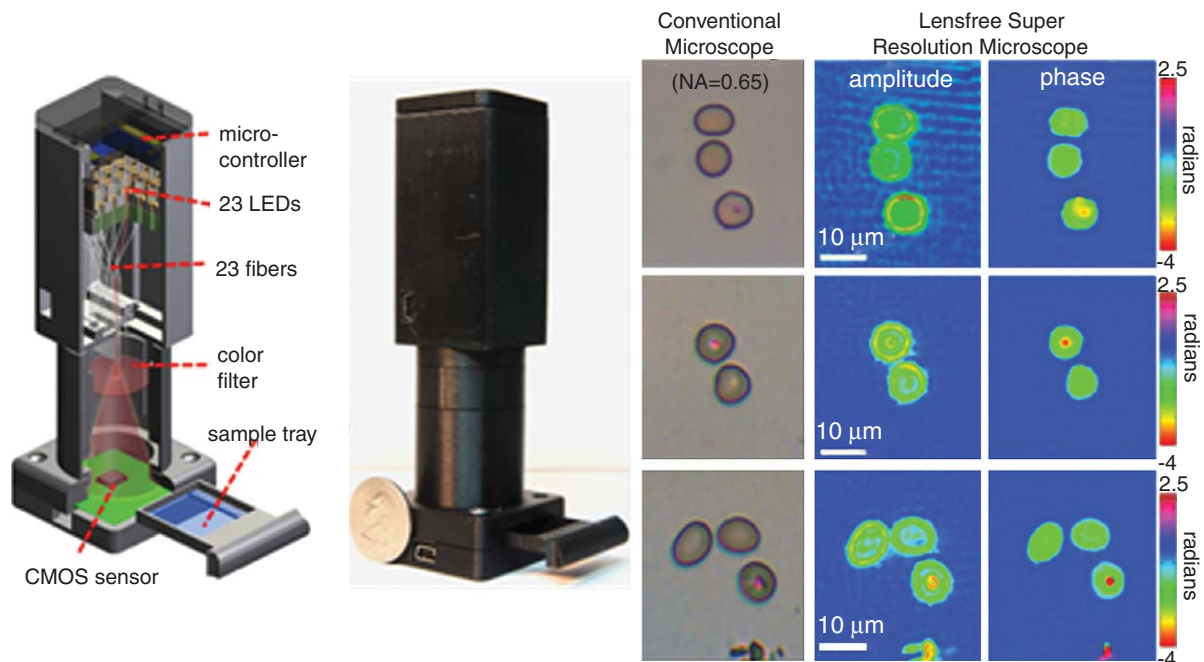 micro-
controller
23 LEDs
23 fibers
color
filter
sample tray
CMOS sensor
Conventional
Microscope
(NA=0.65)
Lensfree Super
Resolution Microscope
amplitude
phase
10 μm
2.5
radians
-4
10 μm
2.5
radians
-4
10 μm
2.5
radians
-4